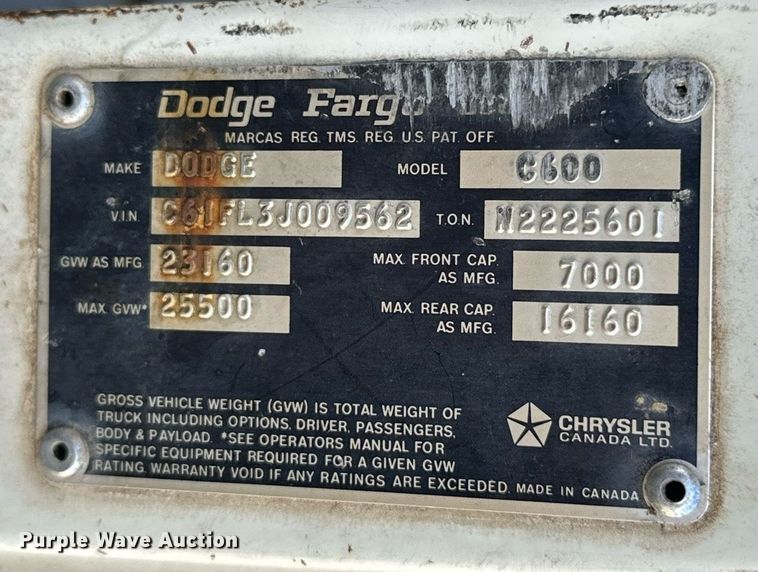 Dodge Fargo
MARCAS REG. TMS. REG. U.S. PAT. OFF.
MAKE DODGE MODEL C600
V.I.N. C61FL3J009562 T.O.N. N2225601
GVW AS MFG. 23160 MAX. FRONT CAP. AS MFG. 7000
MAX. GVW* 25500 MAX. REAR CAP. AS MFG. 16160
GROSS VEHICLE WEIGHT (GVW) IS TOTAL WEIGHT OF
TRUCK INCLUDING OPTIONS, DRIVER, PASSENGERS,
BODY & PAYLOAD. *SEE OPERATORS MANUAL FOR
SPECIFIC EQUIPMENT REQUIRED FOR A GIVEN GVW
RATING. WARRANTY VOID IF ANY RATINGS ARE EXCEEDED. MADE IN CANADA
CHRYSLER
CANADA LTD.
Purple Wave Auction